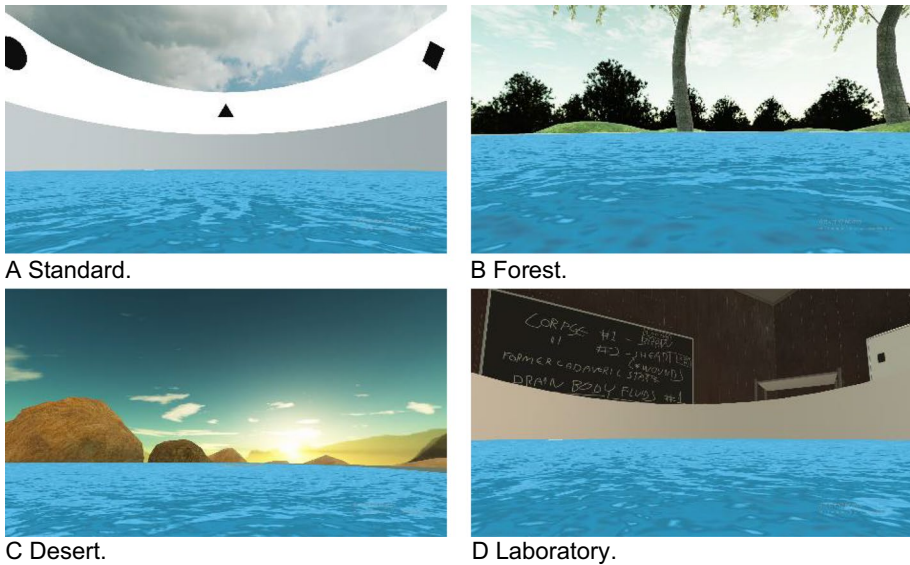 A Standard.
B Forest.
C Desert.
D Laboratory.
CORPSE #1 -
#2 -
FORMER CADAVERIC STATE
DRAIN BODY FLUIDS #1